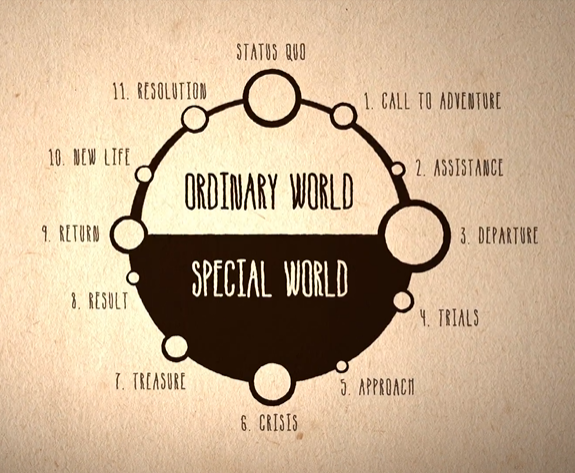 STATUS QUO
1. CALL TO ADVENTURE
2. ASSISTANCE
3. DEPARTURE
4. TRIALS
5. APPROACH
6. CRISIS
7. TREASURE
8. RESULT
9. RETURN
10. NEW LIFE
11. RESOLUTION
ORDINARY WORLD
SPECIAL WORLD